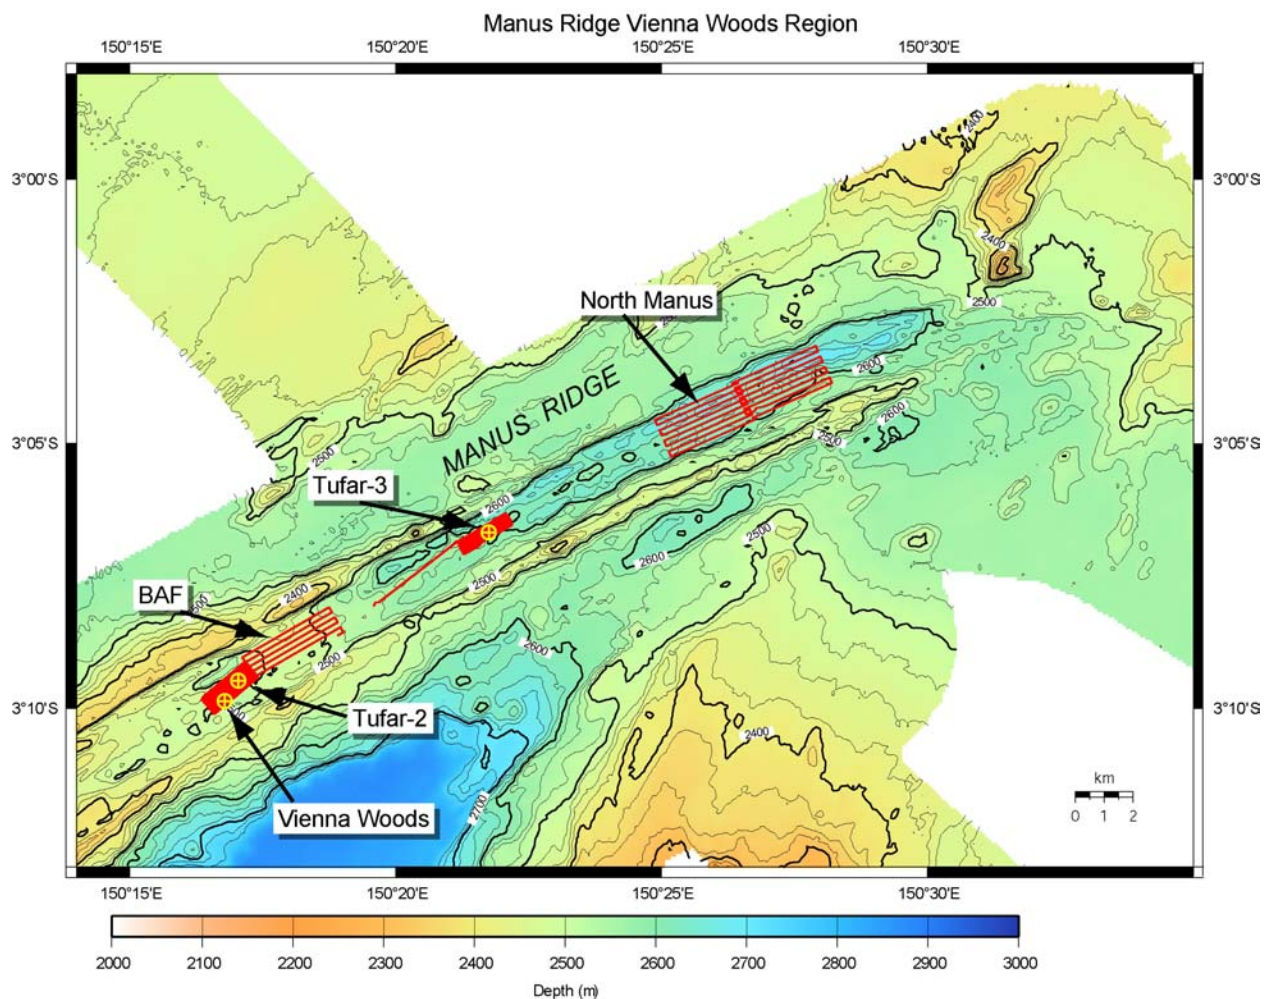 Manus Ridge Vienna Woods Region
150°15'E 150°20'E 150°25'E 150°30'E
2400
3°00'S 3°00'S
2400
North Manus
2500
2600
MANUS RIDGE
2600
3°05'S 2500 2500 3°05'S
Tufar-3
2600
2500
2600
2500
BAF
2400
2500
2600
3°10'S Tufar-2 3°10'S
2400
km
0 1 2
2700
Vienna Woods
150°15'E 150°20'E 150°25'E 150°30'E
2000 2100 2200 2300 2400 2500 2600 2700 2800 2900 3000
Depth (m)